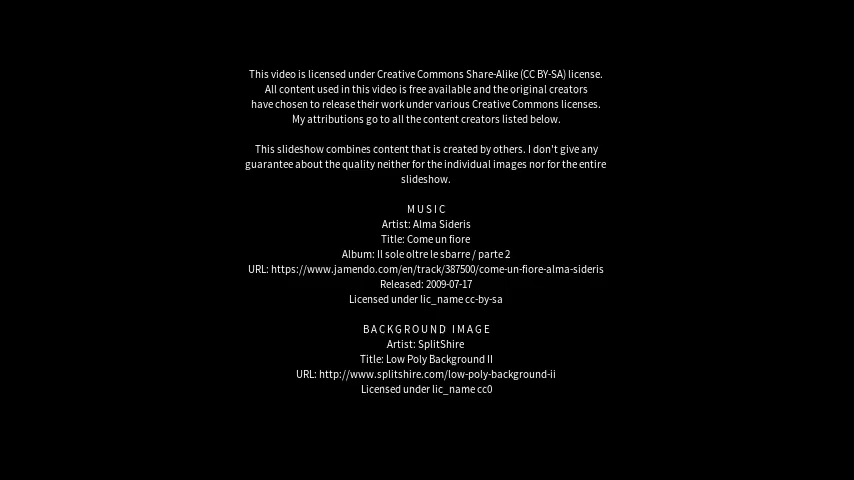 This video is licensed under Creative Commons Share-Alike (CC BY-SA) license.
All content used in this video is free available and the original creators
have chosen to release their work under various Creative Commons licenses.
My attributions go to all the content creators listed below.
This slideshow combines content that is created by others. I don't give any
guarantee about the quality neither for the individual images nor for the entire
slideshow.
MUSIC
Artist: Alma Sideris
Title: Come un fiore
Album: Il sole oltre le sbarre / parte 2
URL: https://www.jamendo.com/en/track/387500/come-un-fiore-alma-sideris
Released: 2009-07-17
Licensed under lic_name cc-by-sa
BACKGROUND IMAGE
Artist: SplitShire
Title: Low Poly Background II
URL: http://www.splitshire.com/low-poly-background-ii
Licensed under lic_name cc0